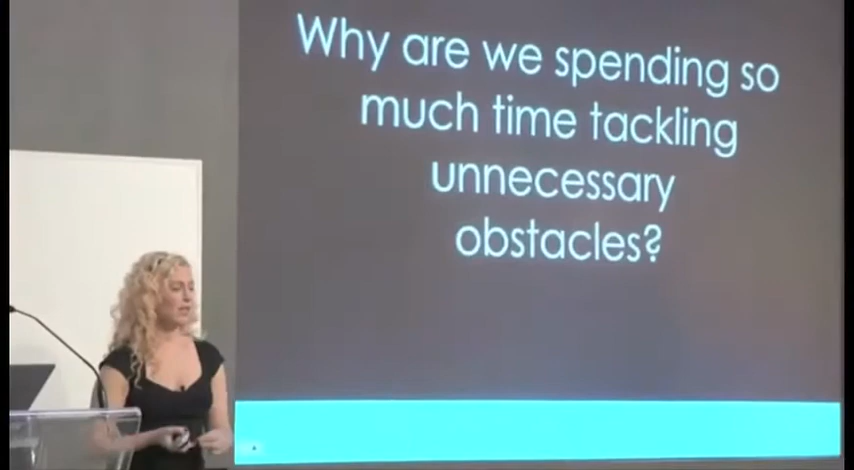 Why are we spending so
much time tackling
unnecessary
obstacles?